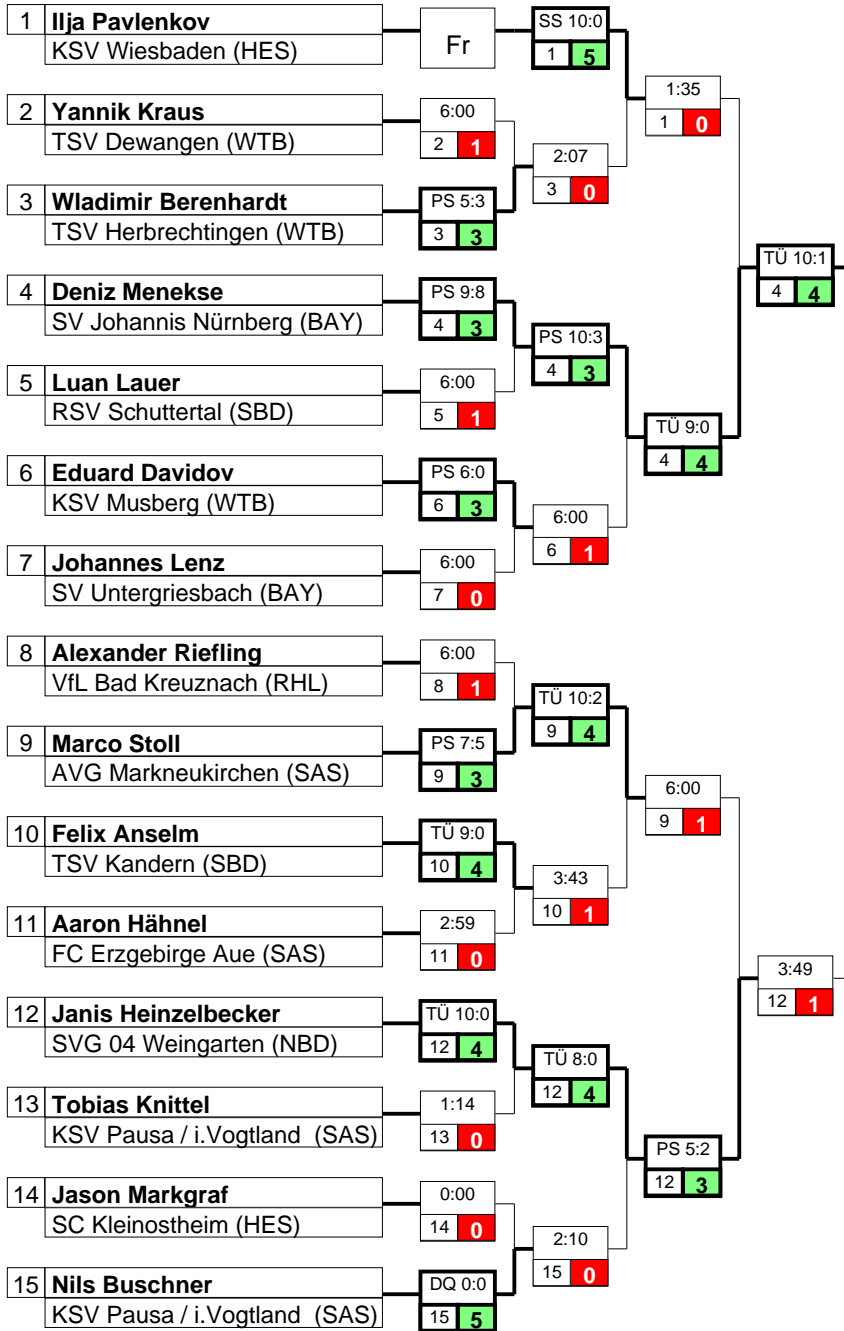 1 Ilja Pavlenkov
KSV Wiesbaden (HES)
Fr
SS 10:0
1 5
1:35
1 0
2 Yannik Kraus
TSV Dewangen (WTB)
6:00
2 1
2:07
3 0
3 Wladimir Berenhardt
TSV Herbrechtingen (WTB)
PS 5:3
3 3
TÜ 10:1
4 4
4 Deniz Menekse
SV Johannis Nürnberg (BAY)
PS 9:8
4 3
PS 10:3
4 3
5 Luan Lauer
RSV Schuttertal (SBD)
6:00
5 1
TÜ 9:0
4 4
6 Eduard Davidov
KSV Musberg (WTB)
PS 6:0
6 3
6:00
6 1
7 Johannes Lenz
SV Untergriesbach (BAY)
6:00
7 0
8 Alexander Riefling
VfL Bad Kreuznach (RHL)
6:00
8 1
TÜ 10:2
9 4
9 Marco Stoll
AVG Markneukirchen (SAS)
PS 7:5
9 3
6:00
9 1
10 Felix Anselm
TSV Kandern (SBD)
TÜ 9:0
10 4
3:43
10 1
11 Aaron Hähnel
FC Erzgebirge Aue (SAS)
2:59
11 0
3:49
12 1
12 Janis Heinzelbecker
SVG 04 Weingarten (NBD)
TÜ 10:0
12 4
TÜ 8:0
12 4
13 Tobias Knittel
KSV Pausa / i.Vogtland (SAS)
1:14
13 0
PS 5:2
12 3
14 Jason Markgraf
SC Kleinostheim (HES)
0:00
14 0
2:10
15 0
15 Nils Buschner
KSV Pausa / i.Vogtland (SAS)
DQ 0:0
15 5